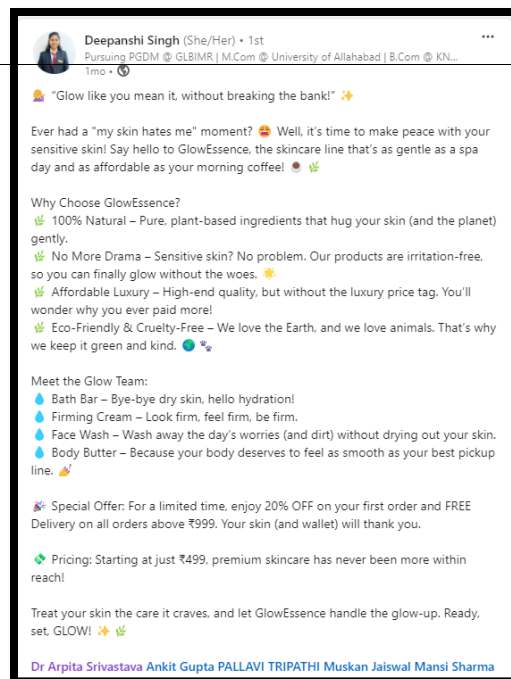 Deepanshi Singh (She/Her) • 1st
Pursuing PGDM @ GLBIMR | M.Com @ University of Allahabad | B.Com @ KN...
1mo •
"Glow like you mean it, without breaking the bank!"
Ever had a "my skin hates me" moment? Well, it's time to make peace with your
sensitive skin! Say hello to GlowEssence, the skincare line that's as gentle as a spa
day and as affordable as your morning coffee!
Why Choose GlowEssence?
100% Natural – Pure, plant-based ingredients that hug your skin (and the planet)
gently.
No More Drama – Sensitive skin? No problem. Our products are irritation-free,
so you can finally glow without the woes.
Affordable Luxury – High-end quality, but without the luxury price tag. You'll
wonder why you ever paid more!
Eco-Friendly & Cruelty-Free – We love the Earth, and we love animals. That's why
we keep it green and kind.
Meet the Glow Team:
Bath Bar – Bye-bye dry skin, hello hydration!
Firming Cream – Look firm, feel firm, be firm.
Face Wash – Wash away the day's worries (and dirt) without drying out your skin.
Body Butter – Because your body deserves to feel as smooth as your best pickup
line.
Special Offer: For a limited time, enjoy 20% OFF on your first order and FREE
Delivery on all orders above ₹999. Your skin (and wallet) will thank you.
Pricing: Starting at just ₹499, premium skincare has never been more within
reach!
Treat your skin the care it craves, and let GlowEssence handle the glow-up. Ready,
set, GLOW!
Dr Arpita Srivastava Ankit Gupta PALLAVI TRIPATHI Muskan Jaiswal Mansi Sharma